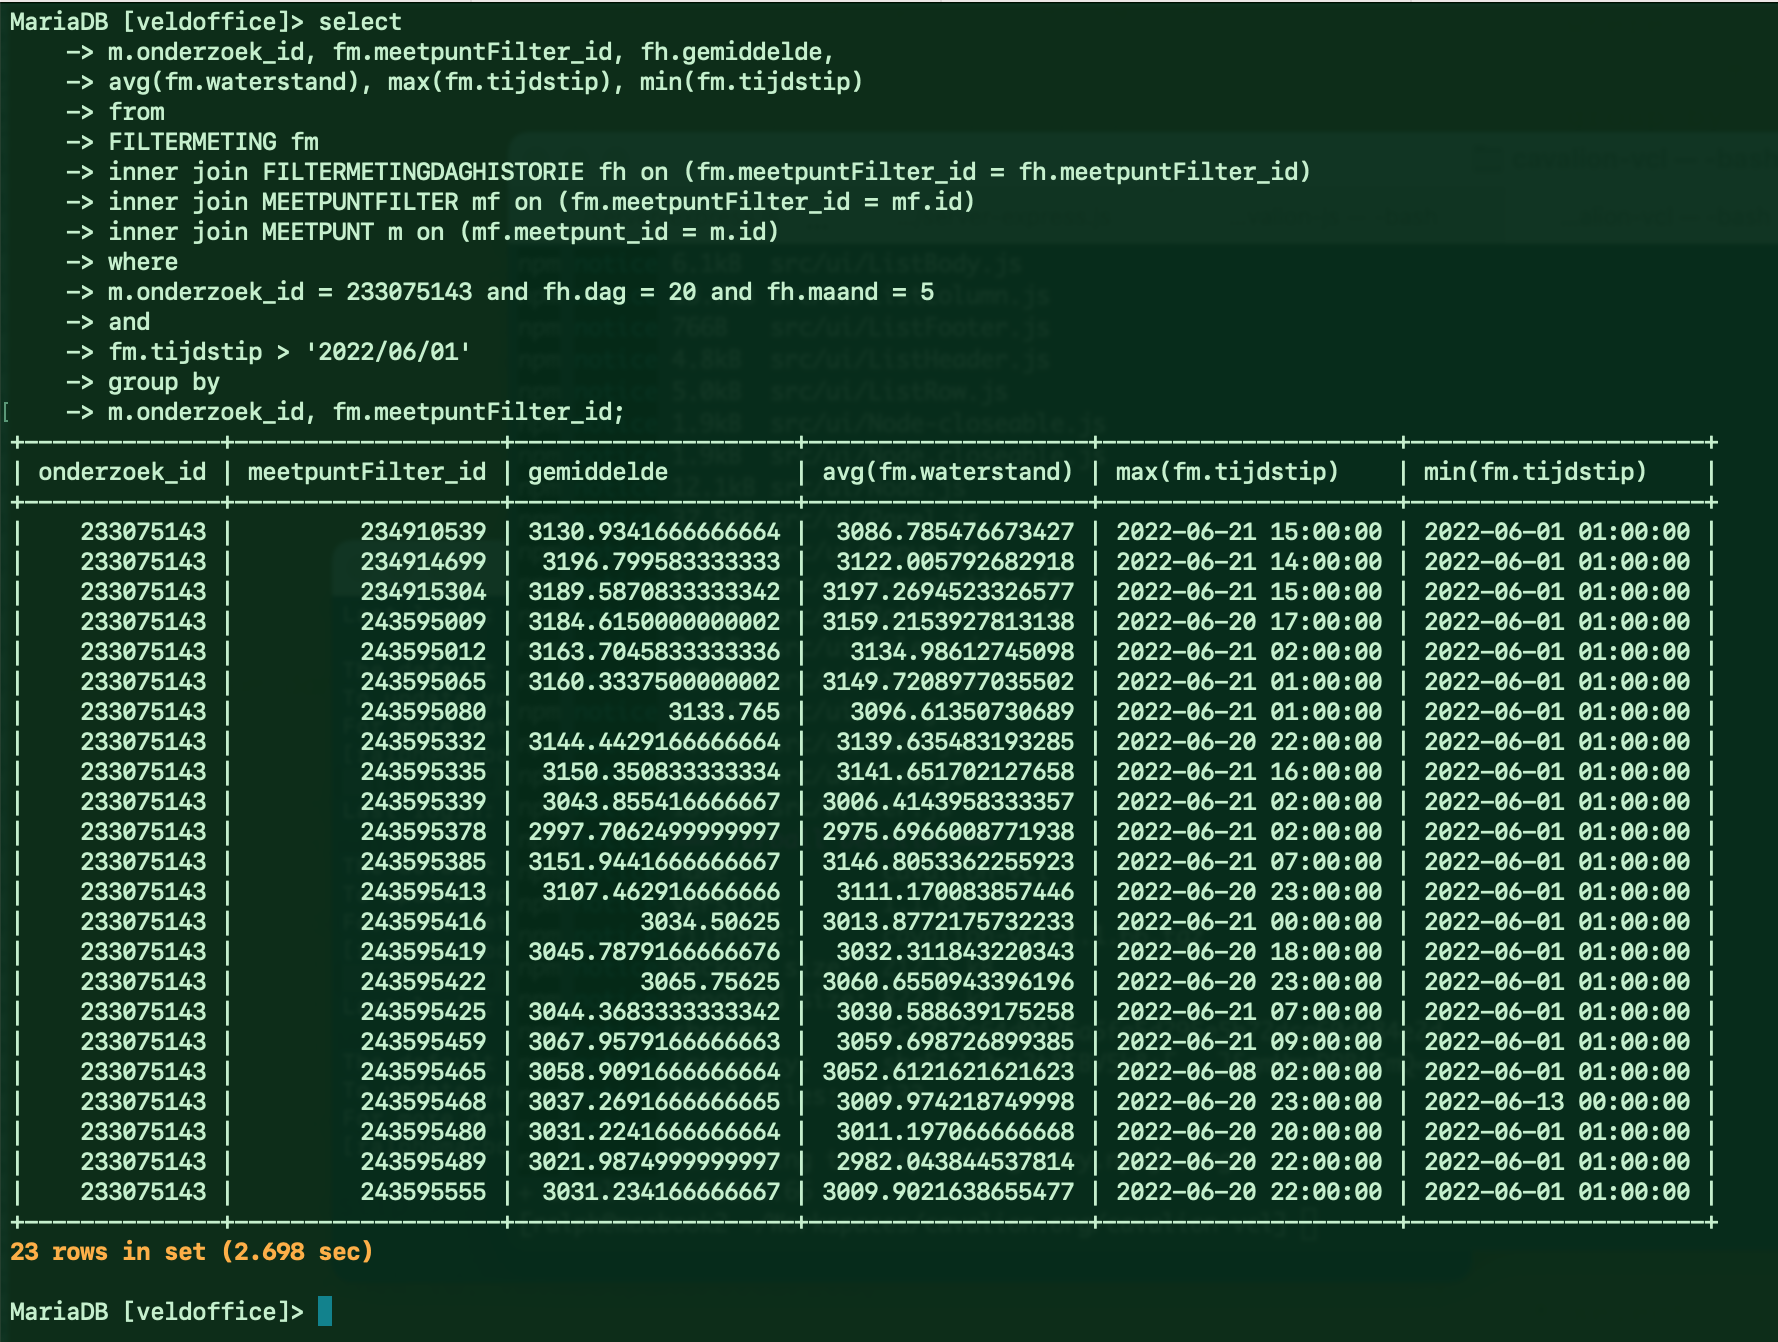 MariaDB [veldoffice]> select
-> m.onderzoek_id, fm.meetpuntFilter_id, fh.gemiddelde,
-> avg(fm.waterstand), max(fm.tijdstip), min(fm.tijdstip)
-> from
-> FILTERMETING fm
-> inner join FILTERMETINGDAGHISTORIE fh on (fm.meetpuntFilter_id = fh.meetpuntFilter_id)
-> inner join MEETPUNTFILTER mf on (fm.meetpuntFilter_id = mf.id)
-> inner join MEETPUNT m on (mf.meetpunt_id = m.id)
-> where
-> m.onderzoek_id = 233075143 and fh.dag = 20 and fh.maand = 5
-> and
-> fm.tijdstip > '2022/06/01'
-> group by
-> m.onderzoek_id, fm.meetpuntFilter_id;
| onderzoek_id | meetpuntFilter_id | gemiddelde | avg(fm.waterstand) | max(fm.tijdstip) | min(fm.tijdstip) |
| 233075143 | 234910539 | 3130.9341666666664 | 3086.785476673427 | 2022-06-21 15:00:00 | 2022-06-01 01:00:00 |
| 233075143 | 234914699 | 3196.799583333333 | 3122.005792682918 | 2022-06-21 14:00:00 | 2022-06-01 01:00:00 |
| 233075143 | 234915304 | 3189.5870833333342 | 3197.2694523326577 | 2022-06-21 15:00:00 | 2022-06-01 01:00:00 |
| 233075143 | 243595009 | 3184.6150000000002 | 3159.2153927813138 | 2022-06-20 17:00:00 | 2022-06-01 01:00:00 |
| 233075143 | 243595012 | 3163.7045833333336 | 3134.98612745098 | 2022-06-21 02:00:00 | 2022-06-01 01:00:00 |
| 233075143 | 243595065 | 3160.3337500000002 | 3149.7208977035502 | 2022-06-21 01:00:00 | 2022-06-01 01:00:00 |
| 233075143 | 243595080 | 3133.765 | 3096.61350730689 | 2022-06-21 01:00:00 | 2022-06-01 01:00:00 |
| 233075143 | 243595332 | 3144.4429166666664 | 3139.635483193285 | 2022-06-20 22:00:00 | 2022-06-01 01:00:00 |
| 233075143 | 243595335 | 3150.350833333334 | 3141.651702127658 | 2022-06-21 16:00:00 | 2022-06-01 01:00:00 |
| 233075143 | 243595339 | 3043.855416666667 | 3006.4143958333357 | 2022-06-21 02:00:00 | 2022-06-01 01:00:00 |
| 233075143 | 243595378 | 2997.7062499999997 | 2975.6966008771938 | 2022-06-21 02:00:00 | 2022-06-01 01:00:00 |
| 233075143 | 243595385 | 3151.9441666666667 | 3146.8053362255923 | 2022-06-21 07:00:00 | 2022-06-01 01:00:00 |
| 233075143 | 243595413 | 3107.462916666666 | 3111.170083857446 | 2022-06-20 23:00:00 | 2022-06-01 01:00:00 |
| 233075143 | 243595416 | 3034.50625 | 3013.8772175732233 | 2022-06-21 00:00:00 | 2022-06-01 01:00:00 |
| 233075143 | 243595419 | 3045.7879166666676 | 3032.311843220343 | 2022-06-20 18:00:00 | 2022-06-01 01:00:00 |
| 233075143 | 243595422 | 3065.75625 | 3060.6550943396196 | 2022-06-20 23:00:00 | 2022-06-01 01:00:00 |
| 233075143 | 243595425 | 3044.3683333333342 | 3030.588639175258 | 2022-06-21 07:00:00 | 2022-06-01 01:00:00 |
| 233075143 | 243595459 | 3067.9579166666663 | 3059.698726899385 | 2022-06-21 09:00:00 | 2022-06-01 01:00:00 |
| 233075143 | 243595465 | 3058.9091666666664 | 3052.6121621621623 | 2022-06-08 02:00:00 | 2022-06-01 01:00:00 |
| 233075143 | 243595468 | 3037.2691666666665 | 3009.974218749998 | 2022-06-20 23:00:00 | 2022-06-13 00:00:00 |
| 233075143 | 243595480 | 3031.2241666666664 | 3011.197066666668 | 2022-06-20 20:00:00 | 2022-06-01 01:00:00 |
| 233075143 | 243595489 | 3021.9874999999997 | 2982.043844537814 | 2022-06-20 22:00:00 | 2022-06-01 01:00:00 |
| 233075143 | 243595555 | 3031.234166666667 | 3009.9021638655477 | 2022-06-20 22:00:00 | 2022-06-01 01:00:00 |
23 rows in set (2.698 sec)
MariaDB [veldoffice]>